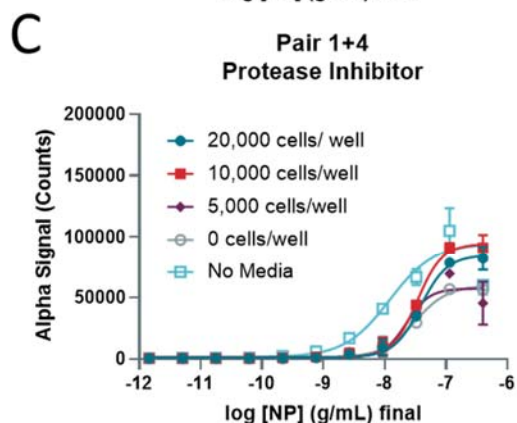 C
Pair 1+4
Protease Inhibitor
Alpha Signal (Counts)
200000
150000
100000
50000
0
20,000 cells/ well
10,000 cells/well
5,000 cells/well
0 cells/well
No Media
-12 -11 -10 -9 -8 -7 -6
log [NP] (g/mL) final